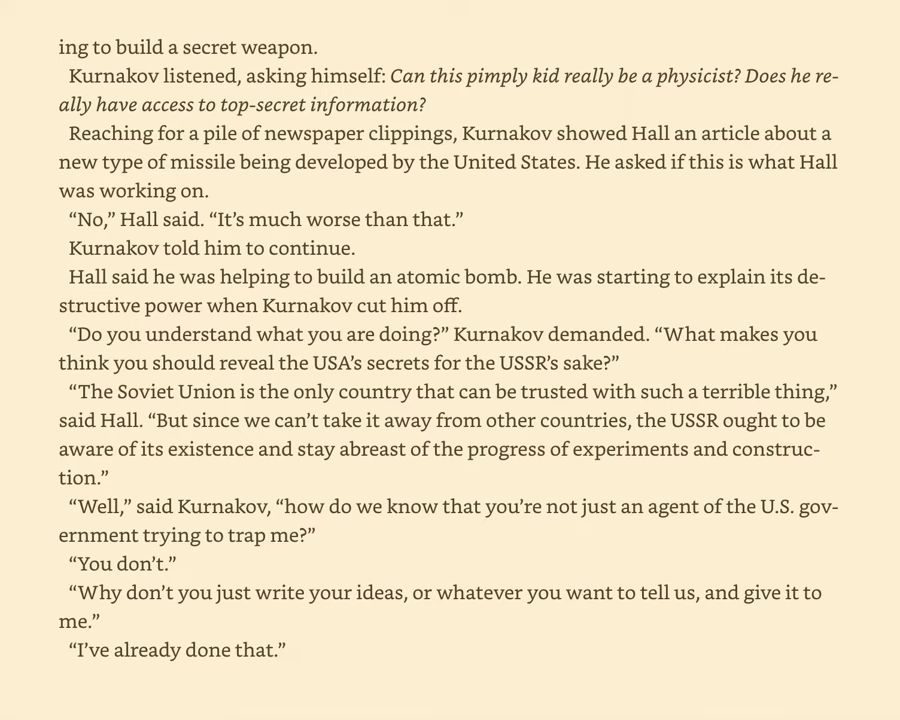 ing to build a secret weapon.
Kurnakov listened, asking himself: Can this pimply kid really be a physicist? Does he re-
ally have access to top-secret information?
Reaching for a pile of newspaper clippings, Kurnakov showed Hall an article about a
new type of missile being developed by the United States. He asked if this is what Hall
was working on.
“No,” Hall said. “It’s much worse than that.”
Kurnakov told him to continue.
Hall said he was helping to build an atomic bomb. He was starting to explain its de-
structive power when Kurnakov cut him off.
“Do you understand what you are doing?” Kurnakov demanded. “What makes you
think you should reveal the USA’s secrets for the USSR’s sake?”
“The Soviet Union is the only country that can be trusted with such a terrible thing,”
said Hall. “But since we can’t take it away from other countries, the USSR ought to be
aware of its existence and stay abreast of the progress of experiments and construc-
tion.”
“Well,” said Kurnakov, “how do we know that you’re not just an agent of the U.S. gov-
ernment trying to trap me?”
“You don’t.”
“Why don’t you just write your ideas, or whatever you want to tell us, and give it to
me.”
“I’ve already done that.”